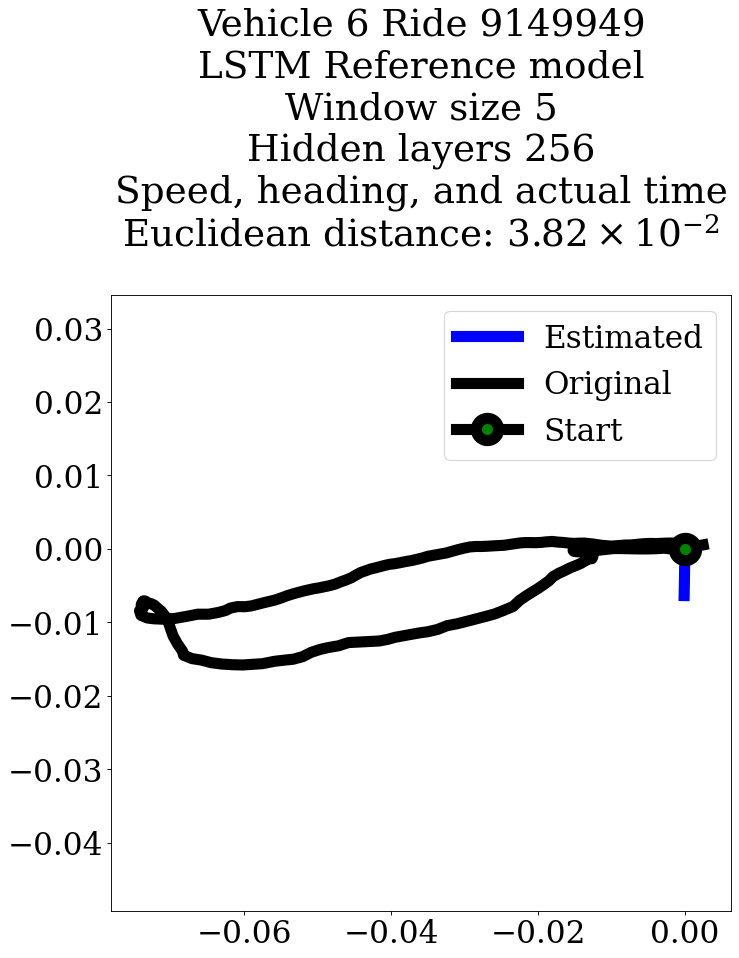 Vehicle 6 Ride 9149949
LSTM Reference model
Window size 5
Hidden layers 256
Speed, heading, and actual time
Euclidean distance: 3.82 × 10⁻²
Estimated
Original
Start
0.03
0.02
0.01
0.00
−0.01
−0.02
−0.03
−0.04
−0.06 −0.04 −0.02 0.00